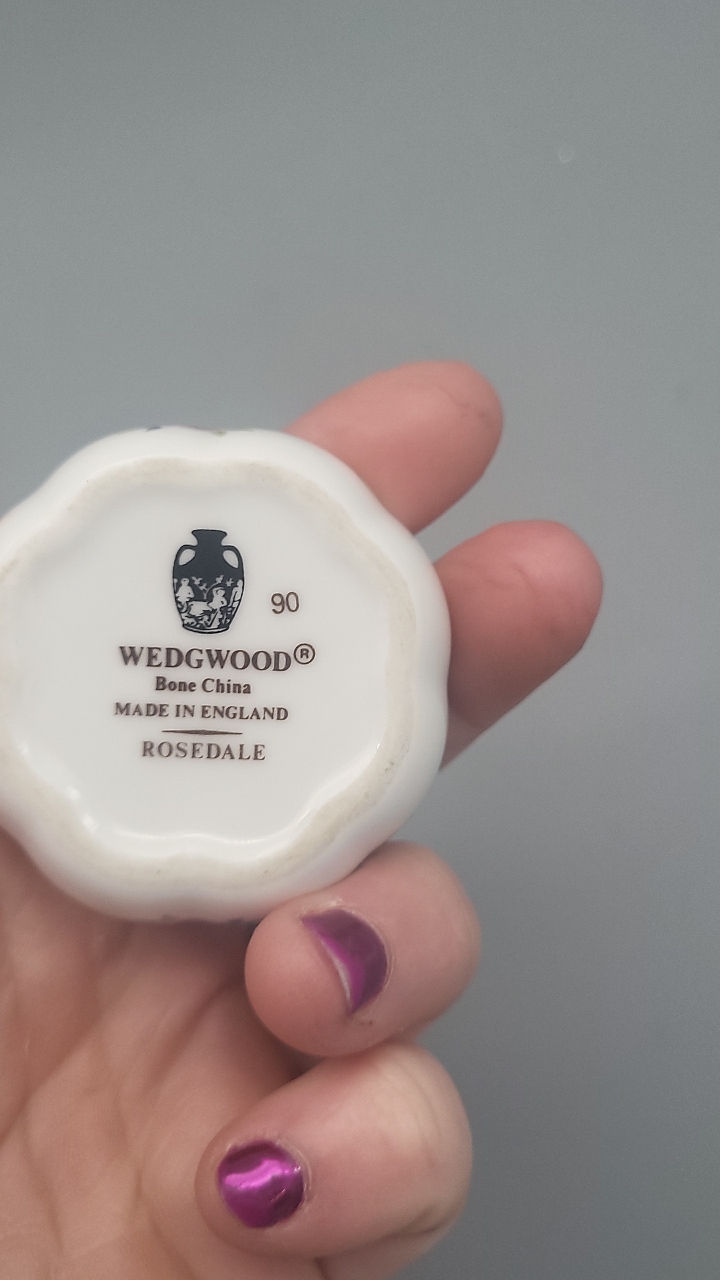 90
WEDGWOOD®
Bone China
MADE IN ENGLAND
ROSEDALE